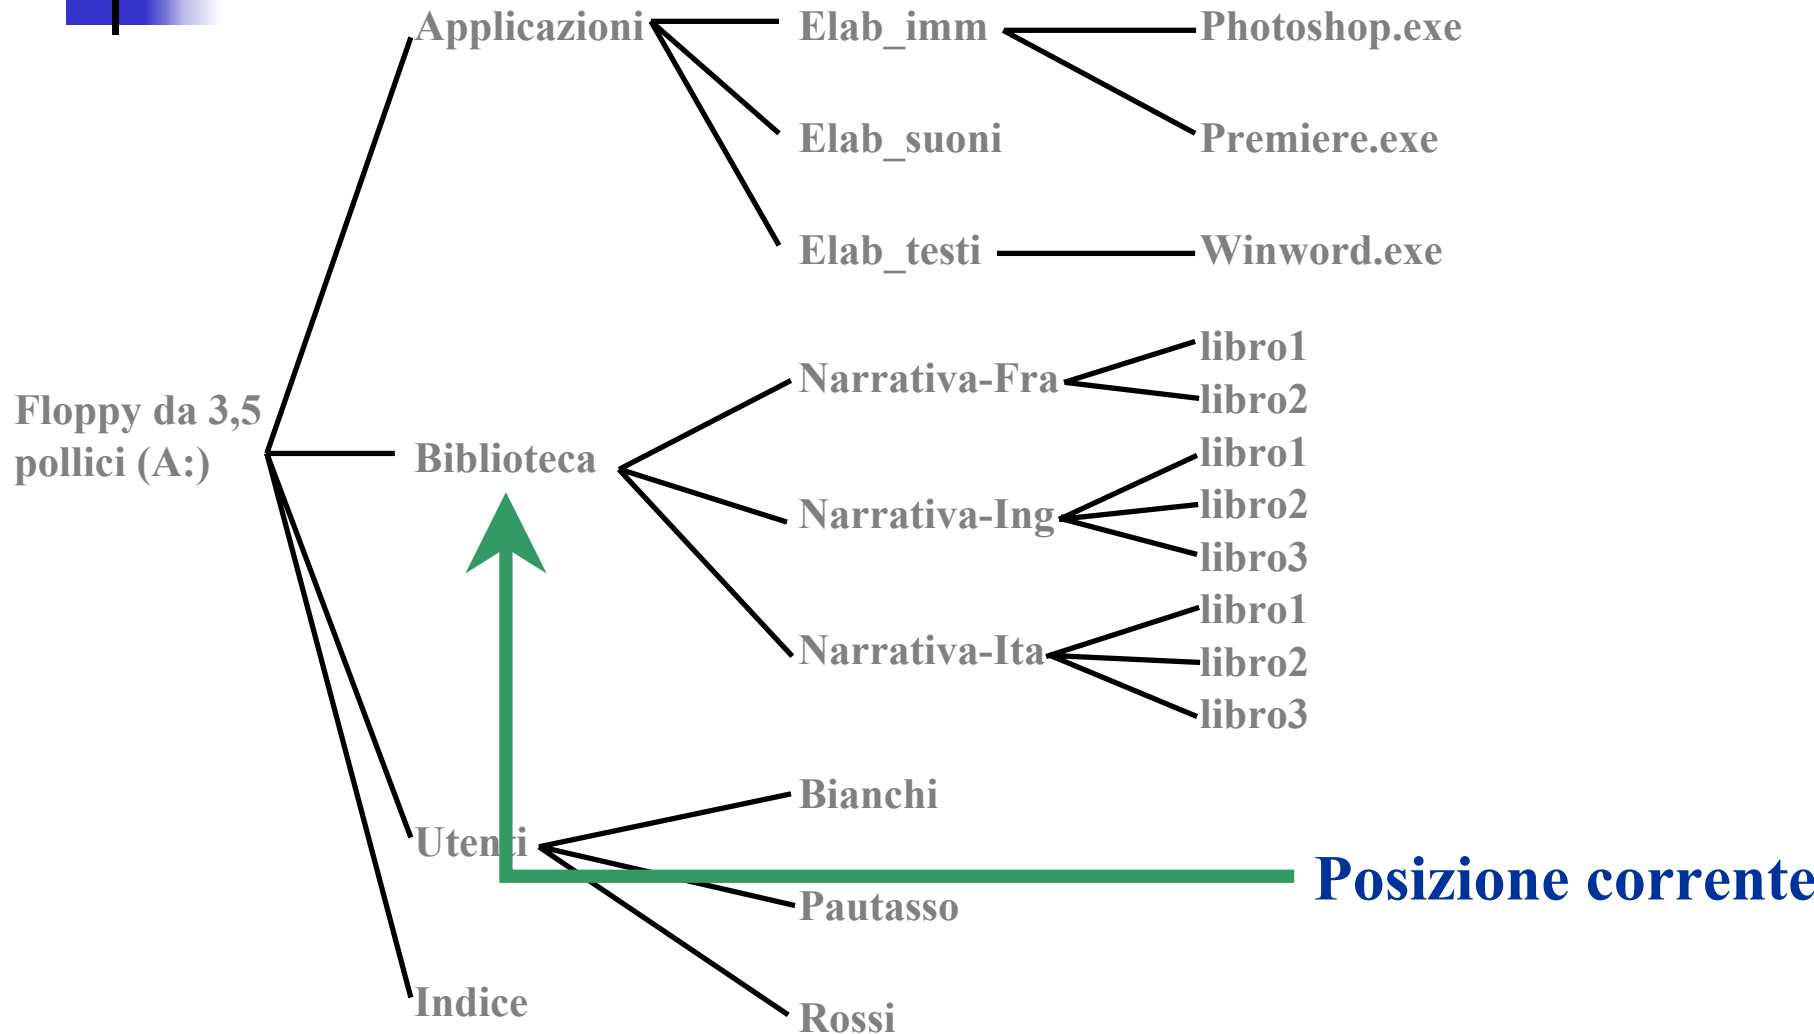 Applicazioni
Elab_imm
Photoshop.exe
Elab_suoni
Premiere.exe
Elab_testi
Winword.exe
Floppy da 3,5
pollici (A:)
Biblioteca
Narrativa-Fra
libro1
libro2
Narrativa-Ing
libro1
libro2
libro3
Narrativa-Ita
libro1
libro2
libro3
Utenti
Bianchi
Pautasso
Rossi
Posizione corrente
Indice